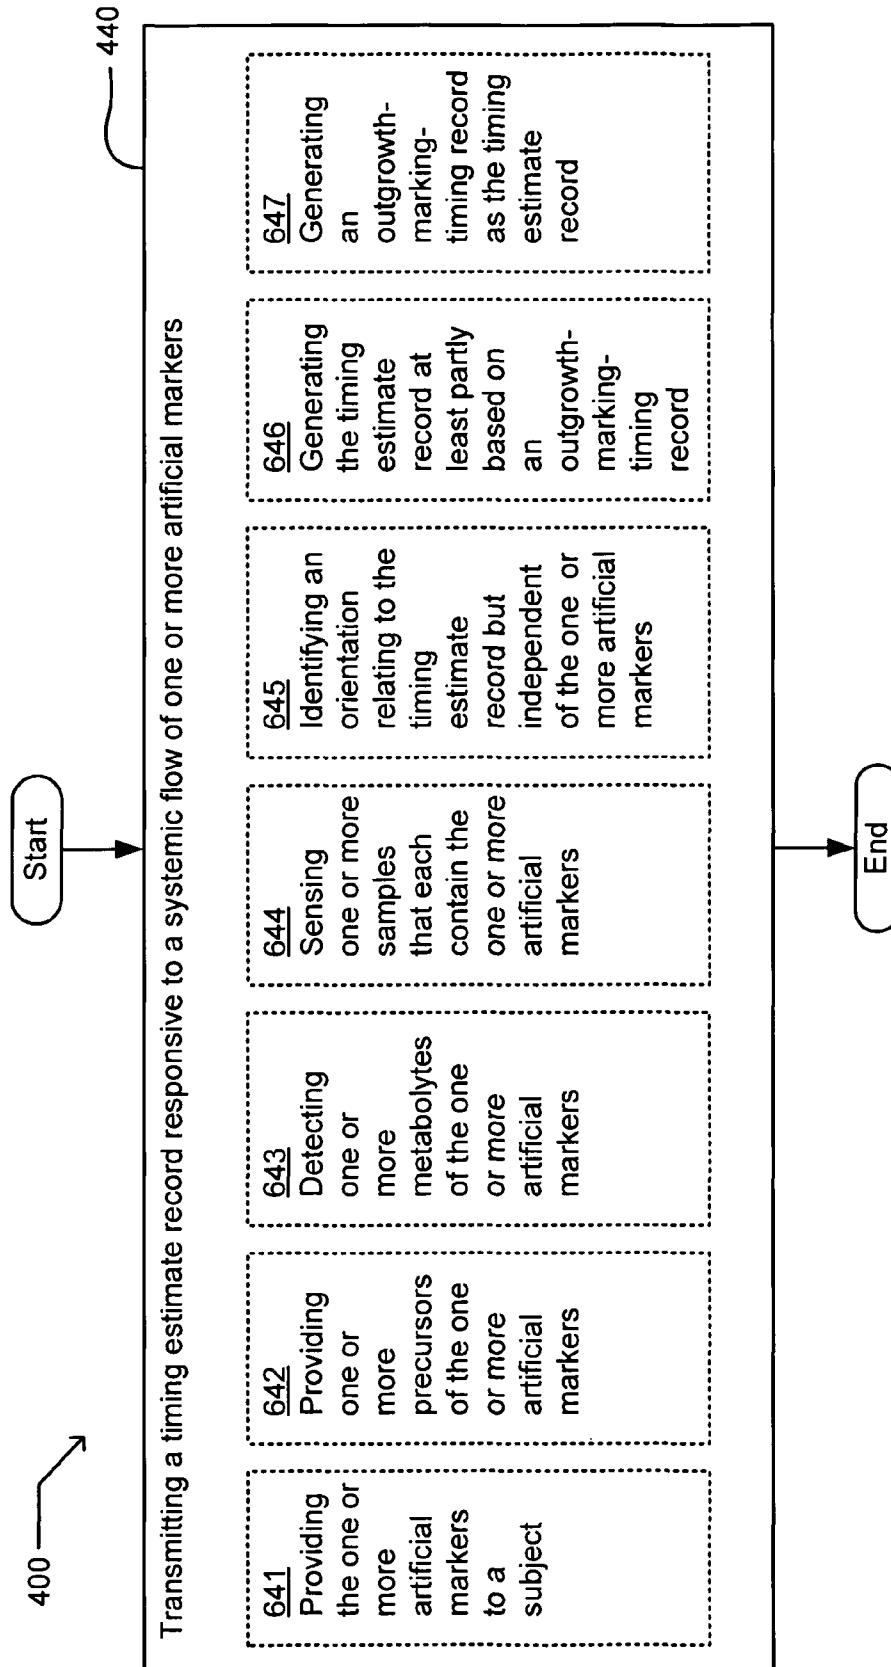 400
Start
440
Transmitting a timing estimate record responsive to a systemic flow of one or more artificial markers
641
Providing
the one or
more
artificial
markers
to a
subject
642
Providing
one or
more
precursors
of the one
or more
artificial
markers
643
Detecting
one or
more
metabolytes
of the one
or more
artificial
markers
644
Sensing
one or more
samples
that each
contain the
one or more
artificial
markers
645
Identifying an
orientation
relating to the
timing
estimate
record but
independent
of the one or
more artificial
markers
646
Generating
the timing
estimate
record at
least partly
based on
an
outgrowth-
marking-
timing
record
647
Generating
an
outgrowth-
marking-
timing record
as the timing
estimate
record
End